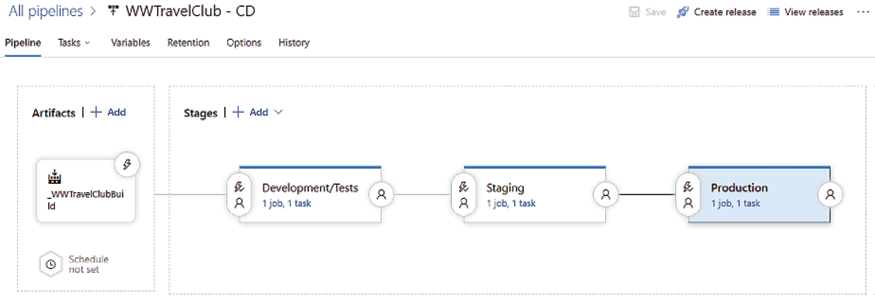 All pipelines > WWTravelClub - CD
Save Create release View releases ...
Pipeline Tasks Variables Retention Options History
Artifacts | + Add
Stages | + Add
_WWTravelClubBui
ld
Schedule
not set
Development/Tests
1 job, 1 task
Staging
1 job, 1 task
Production
1 job, 1 task